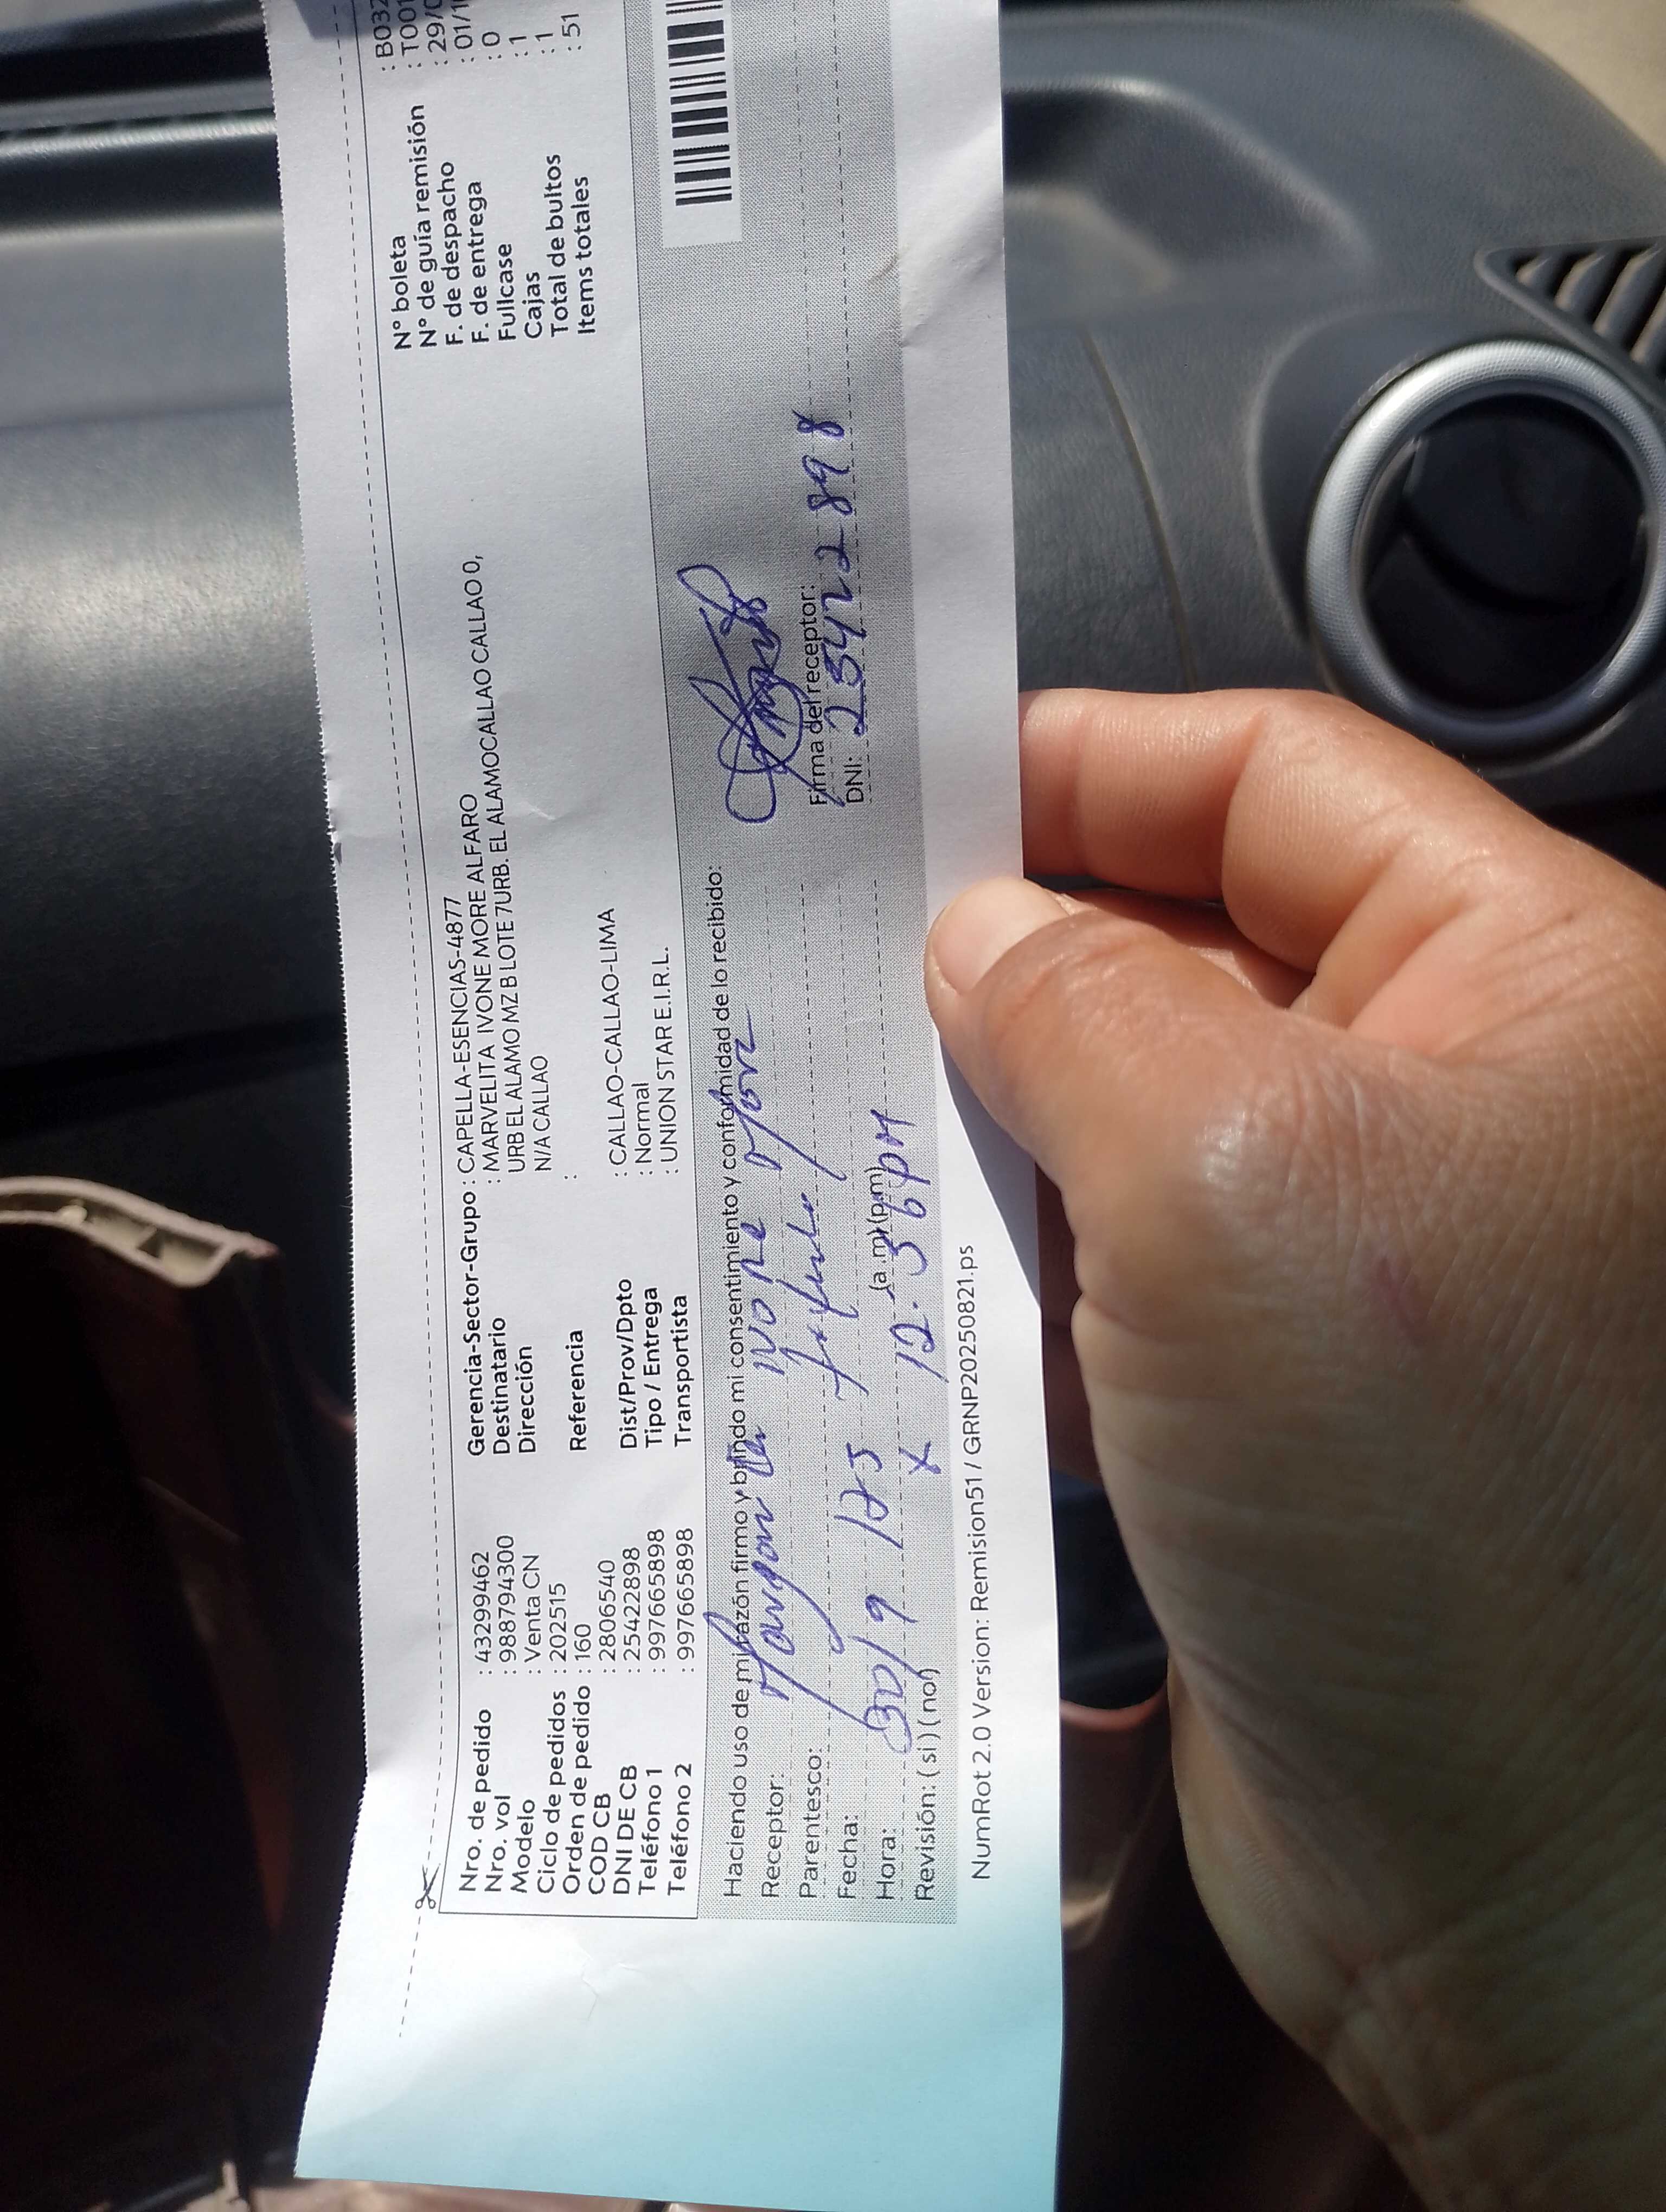 Nro. de pedido : 43299462
Nro. vol : 988794300
Modelo : Venta CN
Ciclo de pedidos : 202515
Orden de pedido : 160
COD CB : 2806540
DNI DE CB : 25422898
Teléfono 1 : 997665898
Teléfono 2 : 997665898
Gerencia-Sector-Grupo : CAPELLA-ESENCIAS-4877
Destinatario : MARVELITA IVONE MORE ALFARO
Dirección URB EL ALAMO MZ B LOTE 7URB. EL ALAMOCALLAO CALLAO 0,
N/A CALLAO
Referencia :
Dist/Prov/Dpto : CALLAO-CALLAO-LIMA
Tipo / Entrega : Normal
Transportista : UNION STAR E.I.R.L.
N° boleta : B032
N° de guía remisión : T001
F. de despacho : 29/0
F. de entrega : 01/1
Fullcase : 0
Cajas : 1
Total de bultos : 1
Items totales : 51
Haciendo uso de mi razón firmo y brindo mi consentimiento y conformidad de lo recibido:
Receptor:
Parentesco:
Fecha: 30/9/25
Hora: (a.m) (p.m)
Revisión: (si) (no) X 12.36pm
Firma del receptor:
DNI: 25422898
NumRot 2.0 Version: Remision51 / GRNP20250821.ps